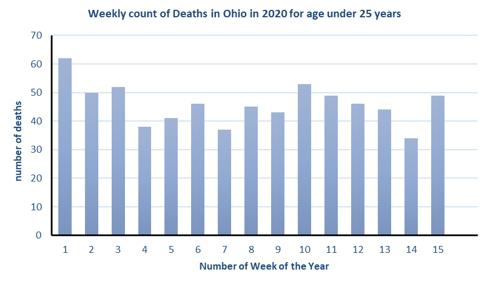 Weekly count of Deaths in Ohio in 2020 for age under 25 years
number of deaths
70
60
50
40
30
20
10
0
1 2 3 4 5 6 7 8 9 10 11 12 13 14 15
Number of Week of the Year